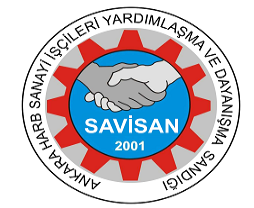 ANKARA HARB SANAYİ İŞÇİLERİ YARDIMLAŞMA VE DAYANIŞMA SANDIĞI
SAVİSAN
2001